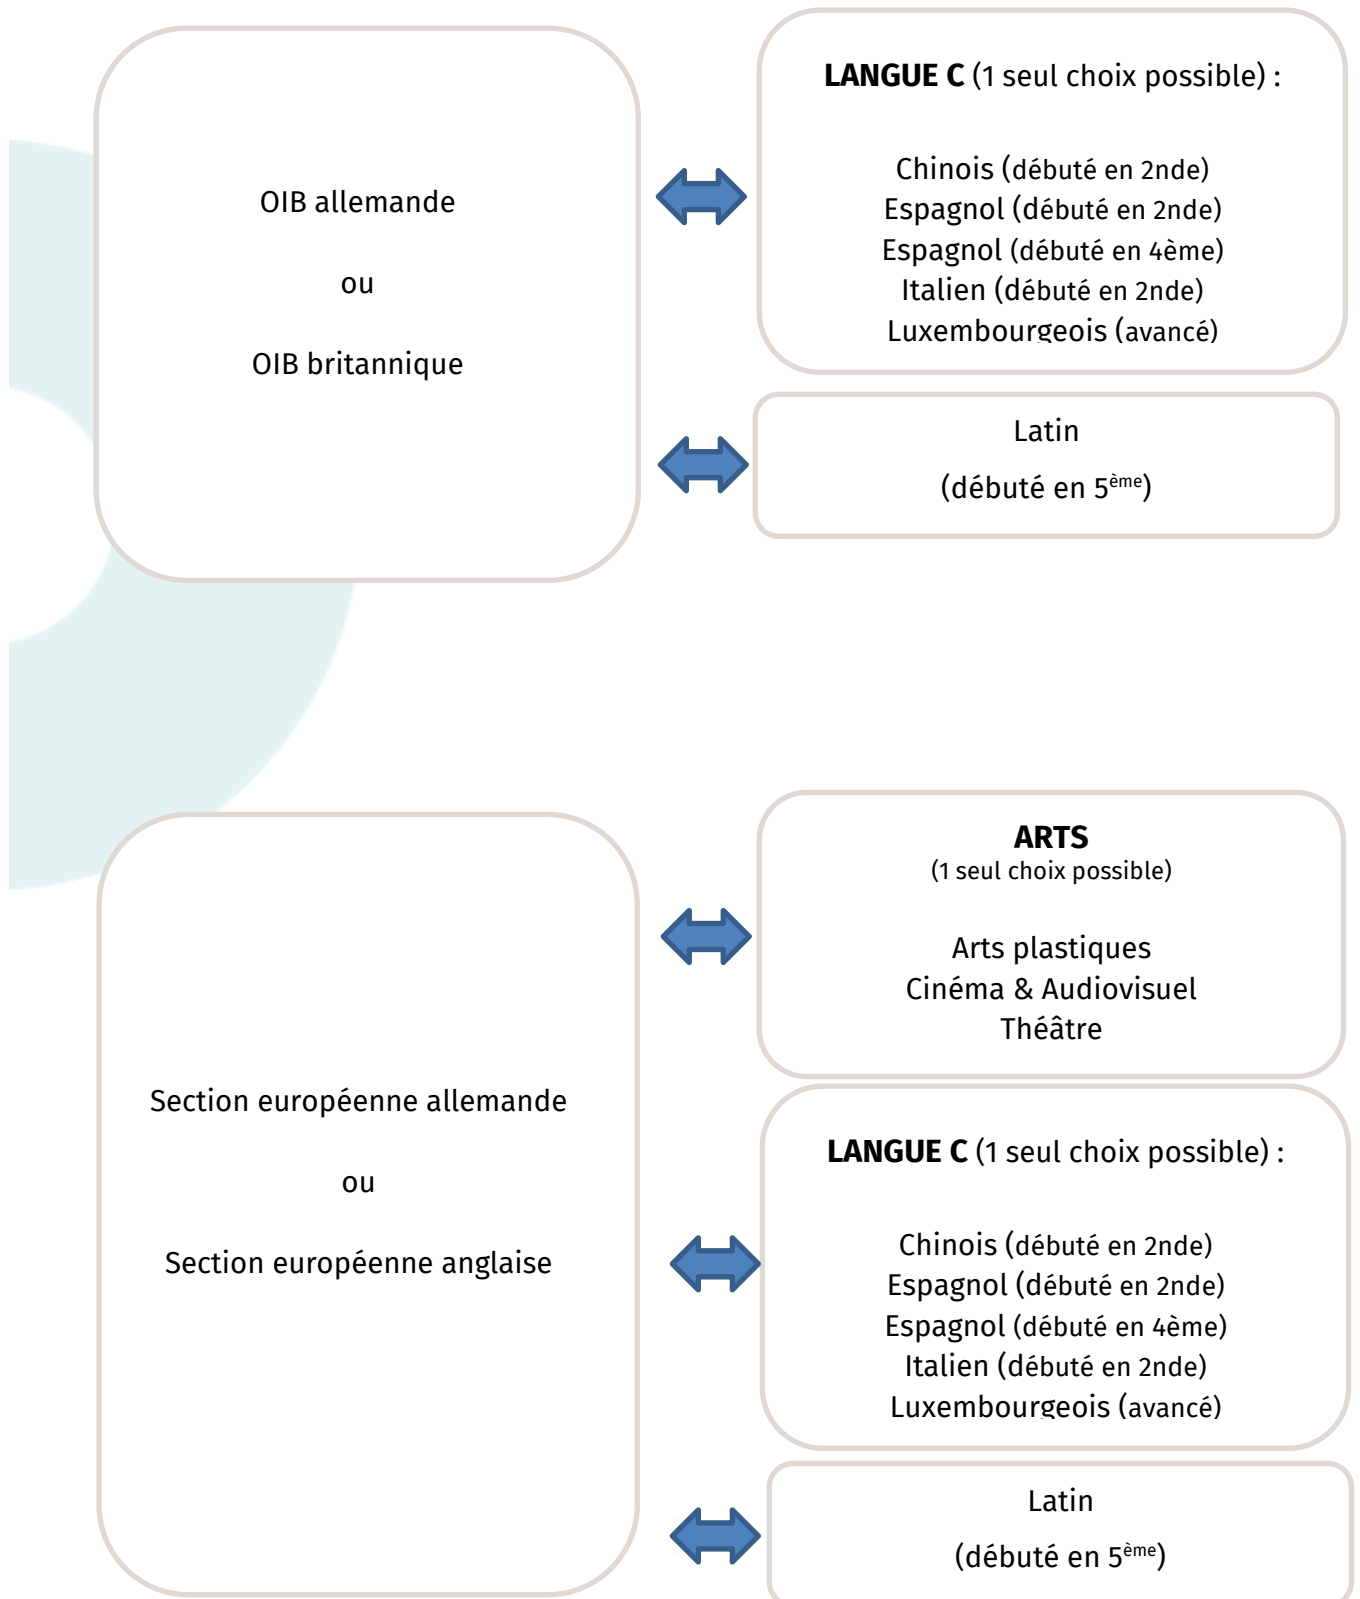 OIB allemande
ou
OIB britannique
LANGUE C (1 seul choix possible) :
Chinois (débuté en 2nde)
Espagnol (débuté en 2nde)
Espagnol (débuté en 4ème)
Italien (débuté en 2nde)
Luxembourgeois (avancé)
Latin
(débuté en 5ème)
Section européenne allemande
ou
Section européenne anglaise
ARTS
(1 seul choix possible)
Arts plastiques
Cinéma & Audiovisuel
Théâtre
LANGUE C (1 seul choix possible) :
Chinois (débuté en 2nde)
Espagnol (débuté en 2nde)
Espagnol (débuté en 4ème)
Italien (débuté en 2nde)
Luxembourgeois (avancé)
Latin
(débuté en 5ème)